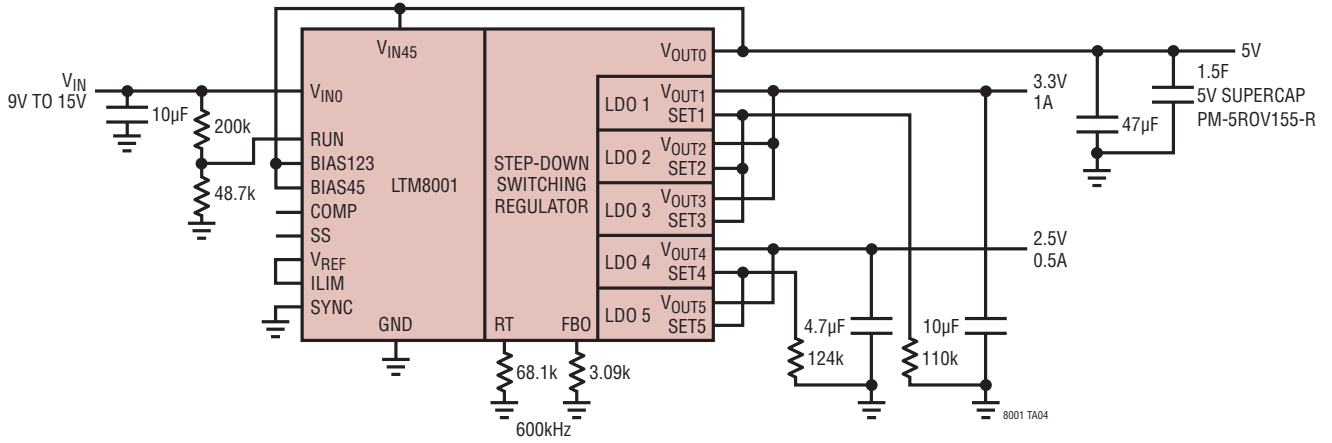 VIN45
VOUT0
5V
VIN
9V TO 15V
10µF
200k
48.7k
VIN0
RUN
BIAS123
BIAS45
COMP
SS
VREF
ILIM
SYNC
GND
LTM8001
STEP-DOWN
SWITCHING
REGULATOR
RT
FBO
LDO 1
VOUT1
SET1
LDO 2
VOUT2
SET2
LDO 3
VOUT3
SET3
LDO 4
VOUT4
SET4
LDO 5
VOUT5
SET5
3.3V
1A
47µF
1.5F
5V SUPERCAP
PM-5ROV155-R
2.5V
0.5A
4.7µF
124k
10µF
110k
68.1k
3.09k
600kHz
8001 TA04